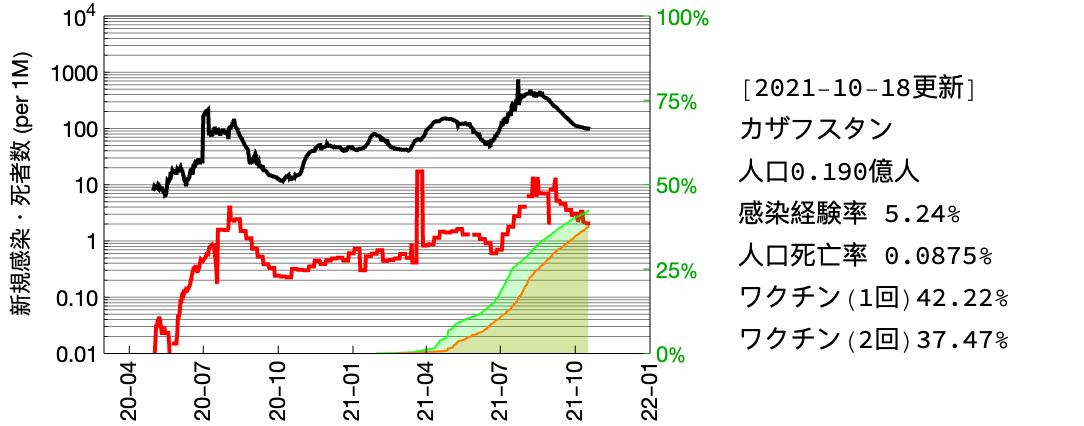 新規感染・死者数 (per 1M)
10⁴
1000
100
10
1
0.10
0.01
100%
75%
50%
25%
0%
20-04
20-07
20-10
21-01
21-04
21-07
21-10
22-01
[2021-10-18更新]
カザフスタン
人口0.190億人
感染経験率 5.24%
人口死亡率 0.0875%
ワクチン(1回)42.22%
ワクチン(2回)37.47%